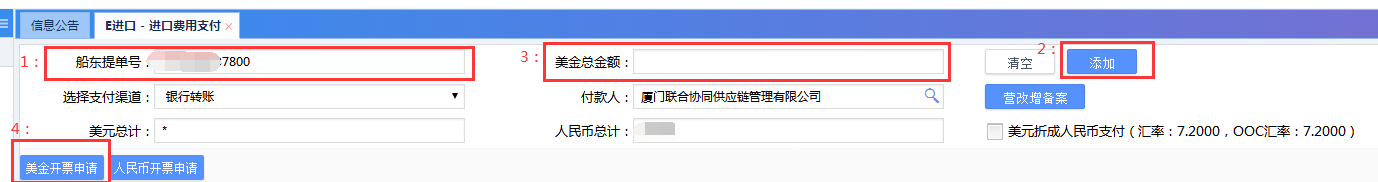 信息公告 E进口 - 进口费用支付 ×
1： 船东提单号： 7800 3： 美金总金额： 2： 清空 添加
选择支付渠道： 银行转账 付款人： 厦门联合协同供应链管理有限公司 营改增备案
美元总计： * 人民币总计： 美元折成人民币支付（汇率：7.2000，OOC汇率：7.2000）
4：
美金开票申请 人民币开票申请